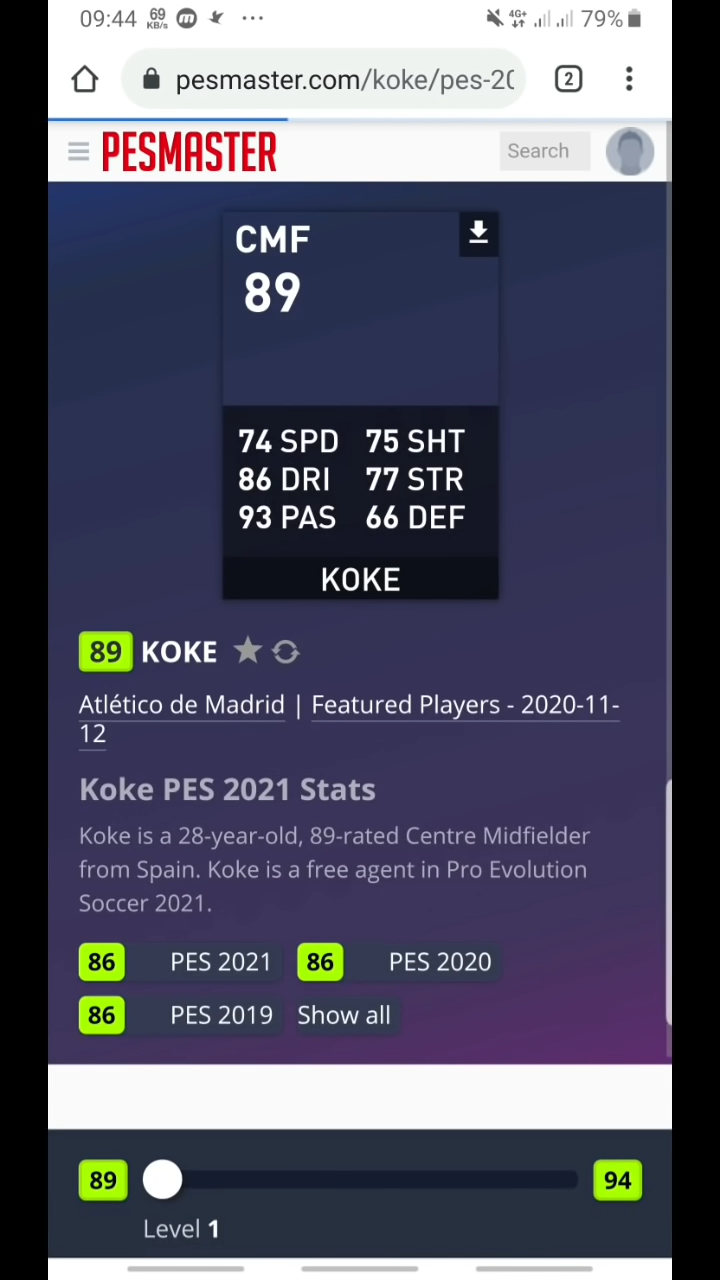 09:44 69 KB/s m ... 4G+ 79%
pesmaster.com/koke/pes-20 2
PESMASTER Search
CMF
89
74 SPD 75 SHT
86 DRI 77 STR
93 PAS 66 DEF
KOKE
89 KOKE
Atlético de Madrid | Featured Players - 2020-11-
12
Koke PES 2021 Stats
Koke is a 28-year-old, 89-rated Centre Midfielder
from Spain. Koke is a free agent in Pro Evolution
Soccer 2021.
86 PES 2021 86 PES 2020
86 PES 2019 Show all
89 94
Level 1